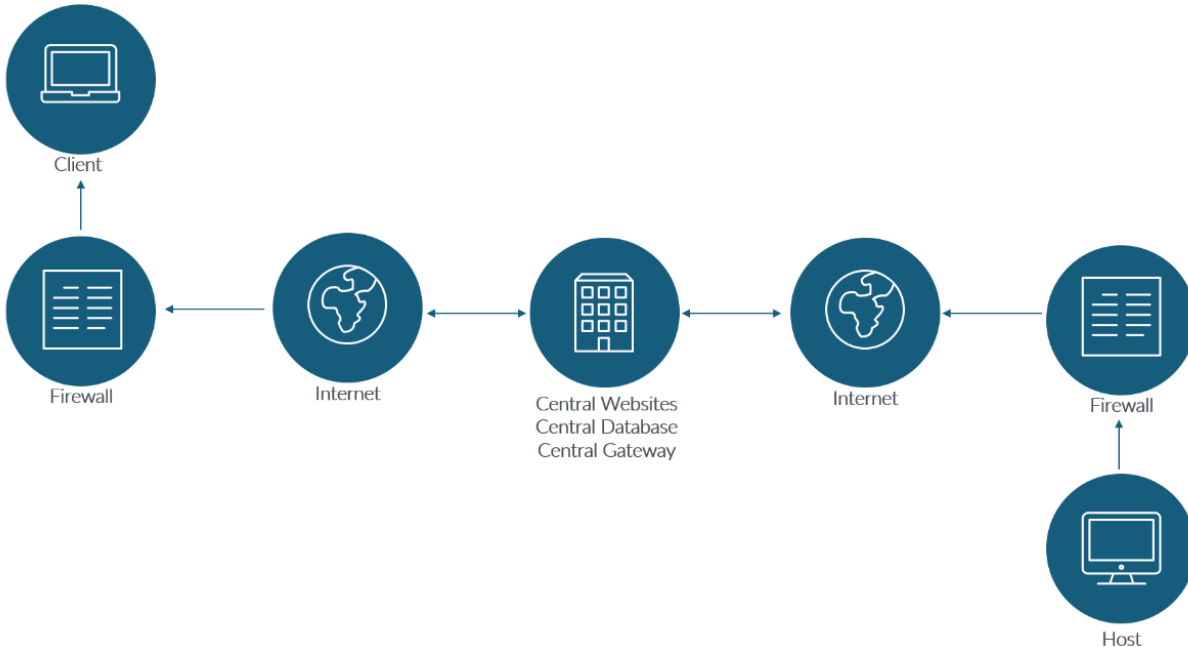 Client
Firewall
Internet
Central Websites
Central Database
Central Gateway
Internet
Firewall
Host